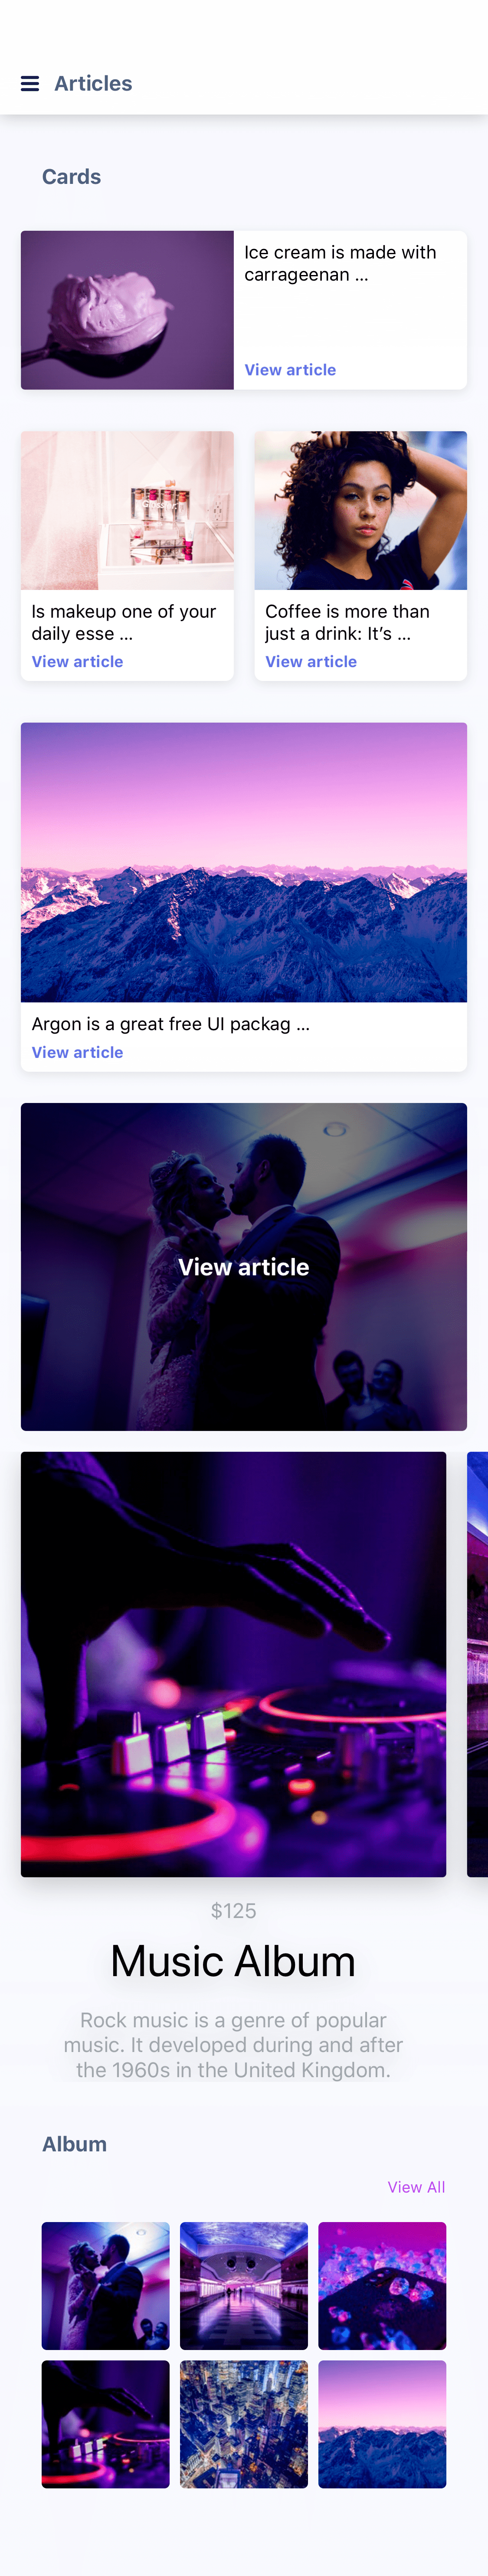 Articles
Cards
Ice cream is made with
carrageenan ...
View article
Glossier.
Is makeup one of your
daily esse ...
View article
Coffee is more than
just a drink: It’s ...
View article
Argon is a great free UI packag ...
View article
View article
$125
Music Album
Rock music is a genre of popular
music. It developed during and after
the 1960s in the United Kingdom.
Album
View All